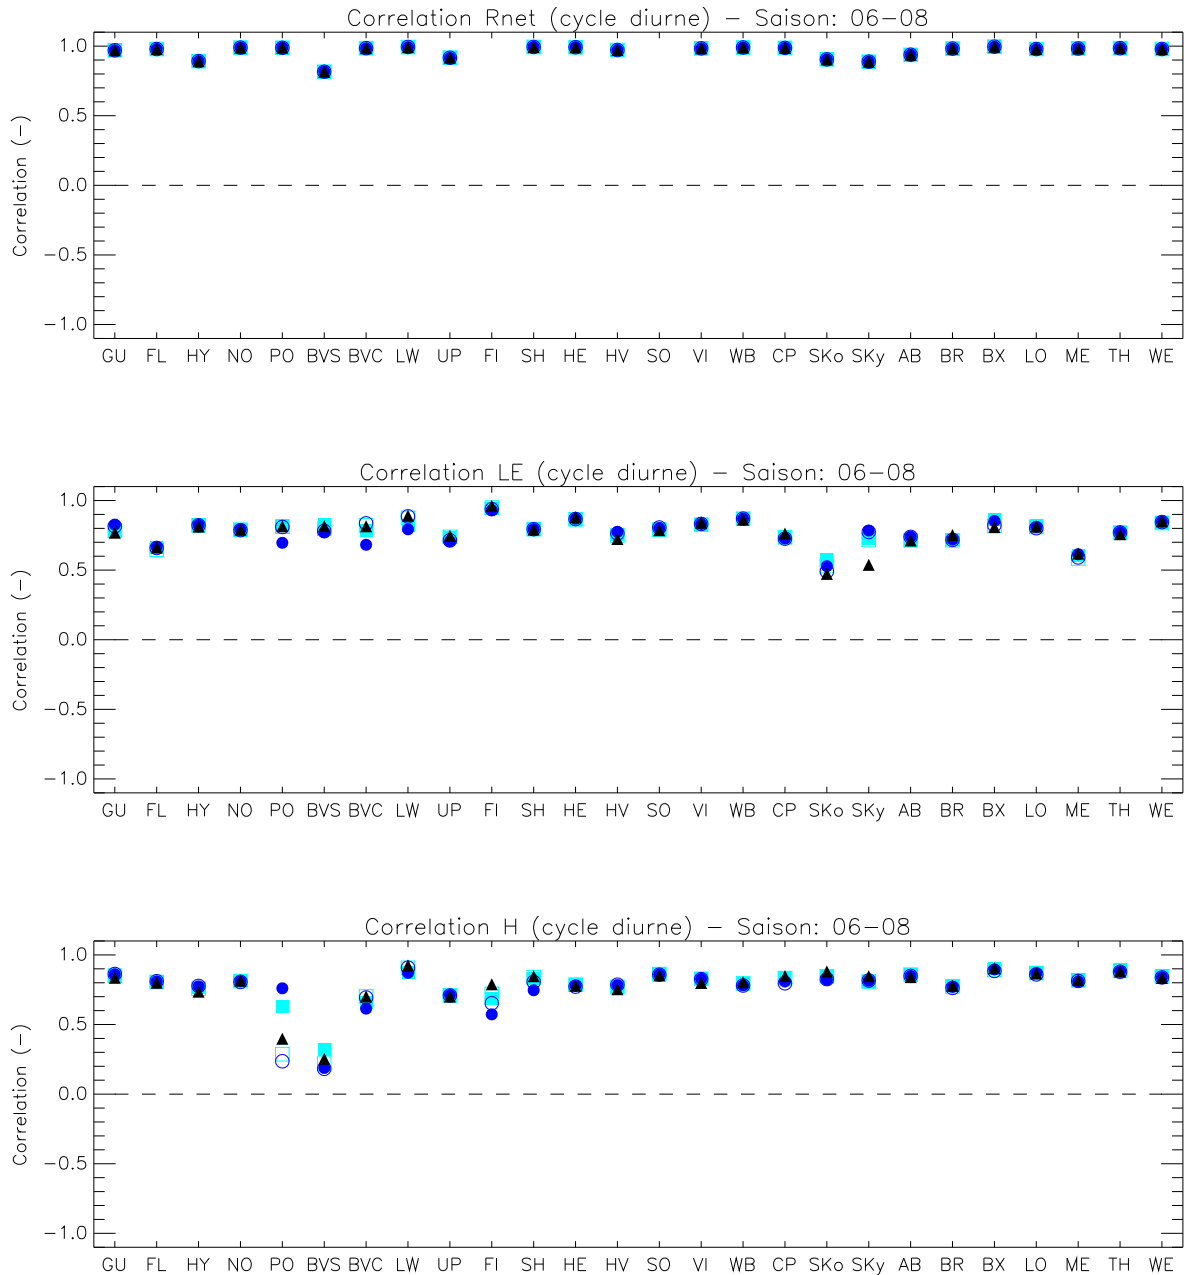 Correlation Rnet (cycle diurne) − Saison: 06−08
1.0
0.5
0.0
−0.5
−1.0
Correlation (−)
GU FL HY NO PO BVS BVC LW UP FI SH HE HV SO VI WB CP SKo SKy AB BR BX LO ME TH WE
Correlation LE (cycle diurne) − Saison: 06−08
1.0
0.5
0.0
−0.5
−1.0
Correlation (−)
GU FL HY NO PO BVS BVC LW UP FI SH HE HV SO VI WB CP SKo SKy AB BR BX LO ME TH WE
Correlation H (cycle diurne) − Saison: 06−08
1.0
0.5
0.0
−0.5
−1.0
Correlation (−)
GU FL HY NO PO BVS BVC LW UP FI SH HE HV SO VI WB CP SKo SKy AB BR BX LO ME TH WE